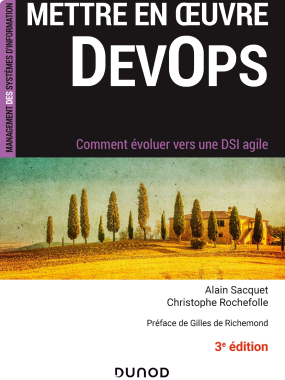 MANAGEMENT DES SYSTÈMES D'INFORMATION
METTRE EN ŒUVRE
DEVOPS
Comment évoluer vers une DSI agile
Alain Sacquet
Christophe Rochefolle
Préface de Gilles de Richemond
3e édition
DUNOD